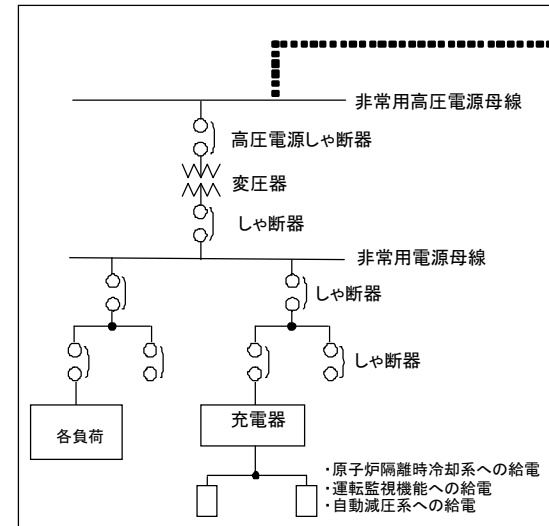 非常用高圧電源母線
高圧電源しゃ断器
変圧器
しゃ断器
非常用電源母線
しゃ断器
しゃ断器
各負荷
充電器
・原子炉隔離時冷却系への給電
・運転監視機能への給電
・自動減圧系への給電